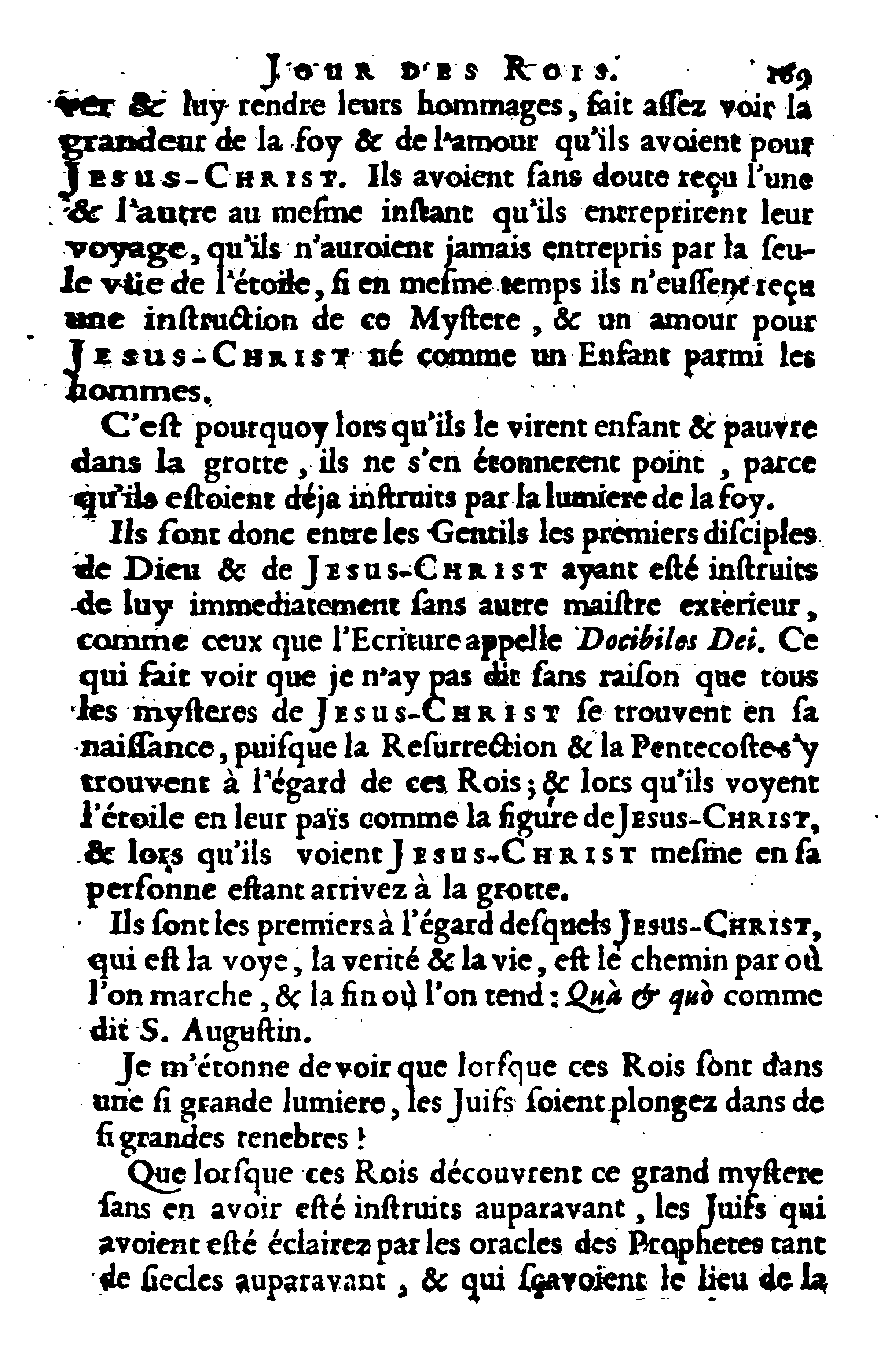 JOUR DES ROIS. 169
ver & luy rendre leurs hommages, fait aſſez voir la
grandeur de la foy & de l'amour qu'ils avoient pour
JESUS-CHRIST. Ils avoient ſans doute reçu l'une
& l'autre au meſme inſtant qu'ils entreprirent leur
voyage, qu'ils n'auroient jamais entrepris par la ſeu-
le vüe de l'étoile, ſi en meſme temps ils n'euſſent reçu
une inſtruction de ce Myſtere, & un amour pour
JESUS-CHRIST né comme un Enfant parmi les
hommes.
C'eſt pourquoy lors qu'ils le virent enfant & pauvre
dans la grotte, ils ne s'en étonnerent point, parce
qu'ils eſtoient déja inſtruits par la lumiere de la foy.
Ils ſont donc entre les Gentils les premiers diſciples
de Dieu & de JESUS-CHRIST ayant eſté inſtruits
de luy immediatement ſans autre maiſtre exterieur,
comme ceux que l'Ecriture appelle Docibiles Dei. Ce
qui fait voir que je n'ay pas dit ſans raiſon que tous
les myſteres de JESUS-CHRIST ſe trouvent en ſa
naiſſance, puiſque la Reſurrection & la Pentecoſte s'y
trouvent à l'égard de ces Rois; & lors qu'ils voyent
l'étoile en leur païs comme la figure de JESUS-CHRIST,
& lors qu'ils voient JESUS-CHRIST meſme en ſa
perſonne eſtant arrivez à la grotte.
Ils ſont les premiers à l'égard deſquels JESUS-CHRIST,
qui eſt la voye, la verité & la vie, eſt le chemin par où
l'on marche, & la fin où l'on tend: Quà & quò comme
dit S. Auguſtin.
Je m'étonne de voir que lorſque ces Rois ſont dans
une ſi grande lumiere, les Juifs ſoient plongez dans de
ſi grandes tenebres!
Que lorſque ces Rois découvrent ce grand myſtere
ſans en avoir eſté inſtruits auparavant, les Juifs qui
avoient eſté éclairez par les oracles des Prophetes tant
de ſiecles auparavant, & qui ſçavoient le lieu de la